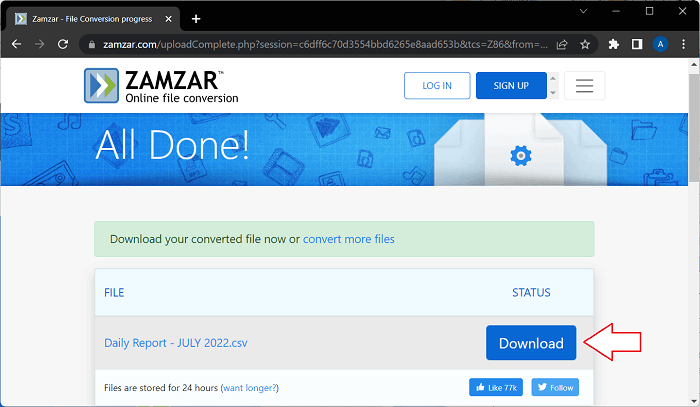 Zamzar - File Conversion progress
zamzar.com/uploadComplete.php?session=c6dff6c70d3554bbd6265e8aad653b&tcs=Z86&from=...
A
ZAMZAR™
Online file conversion
LOG IN
SIGN UP
All Done!
Download your converted file now or convert more files
FILE STATUS
Daily Report - JULY 2022.csv Download
Files are stored for 24 hours (want longer?) Like 77k Follow